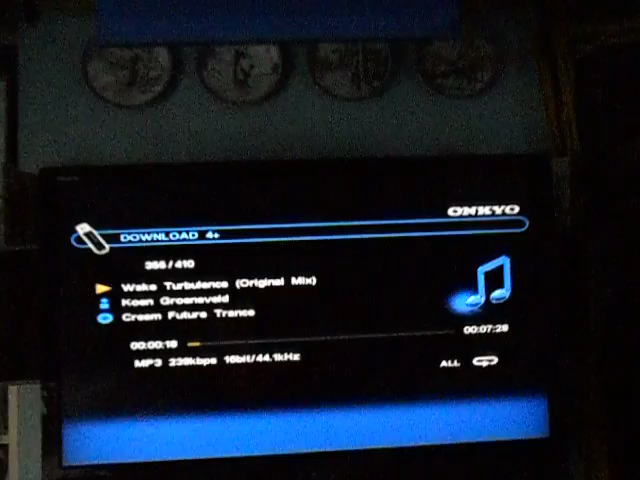 ONKYO
DOWNLOAD 4+
356/410
Wake Turbulence (Original Mix)
Koen Groeneveld
Cream Future Trance
00:00:18
00:07:28
MP3 239kbps 16bit/44.1kHz
ALL